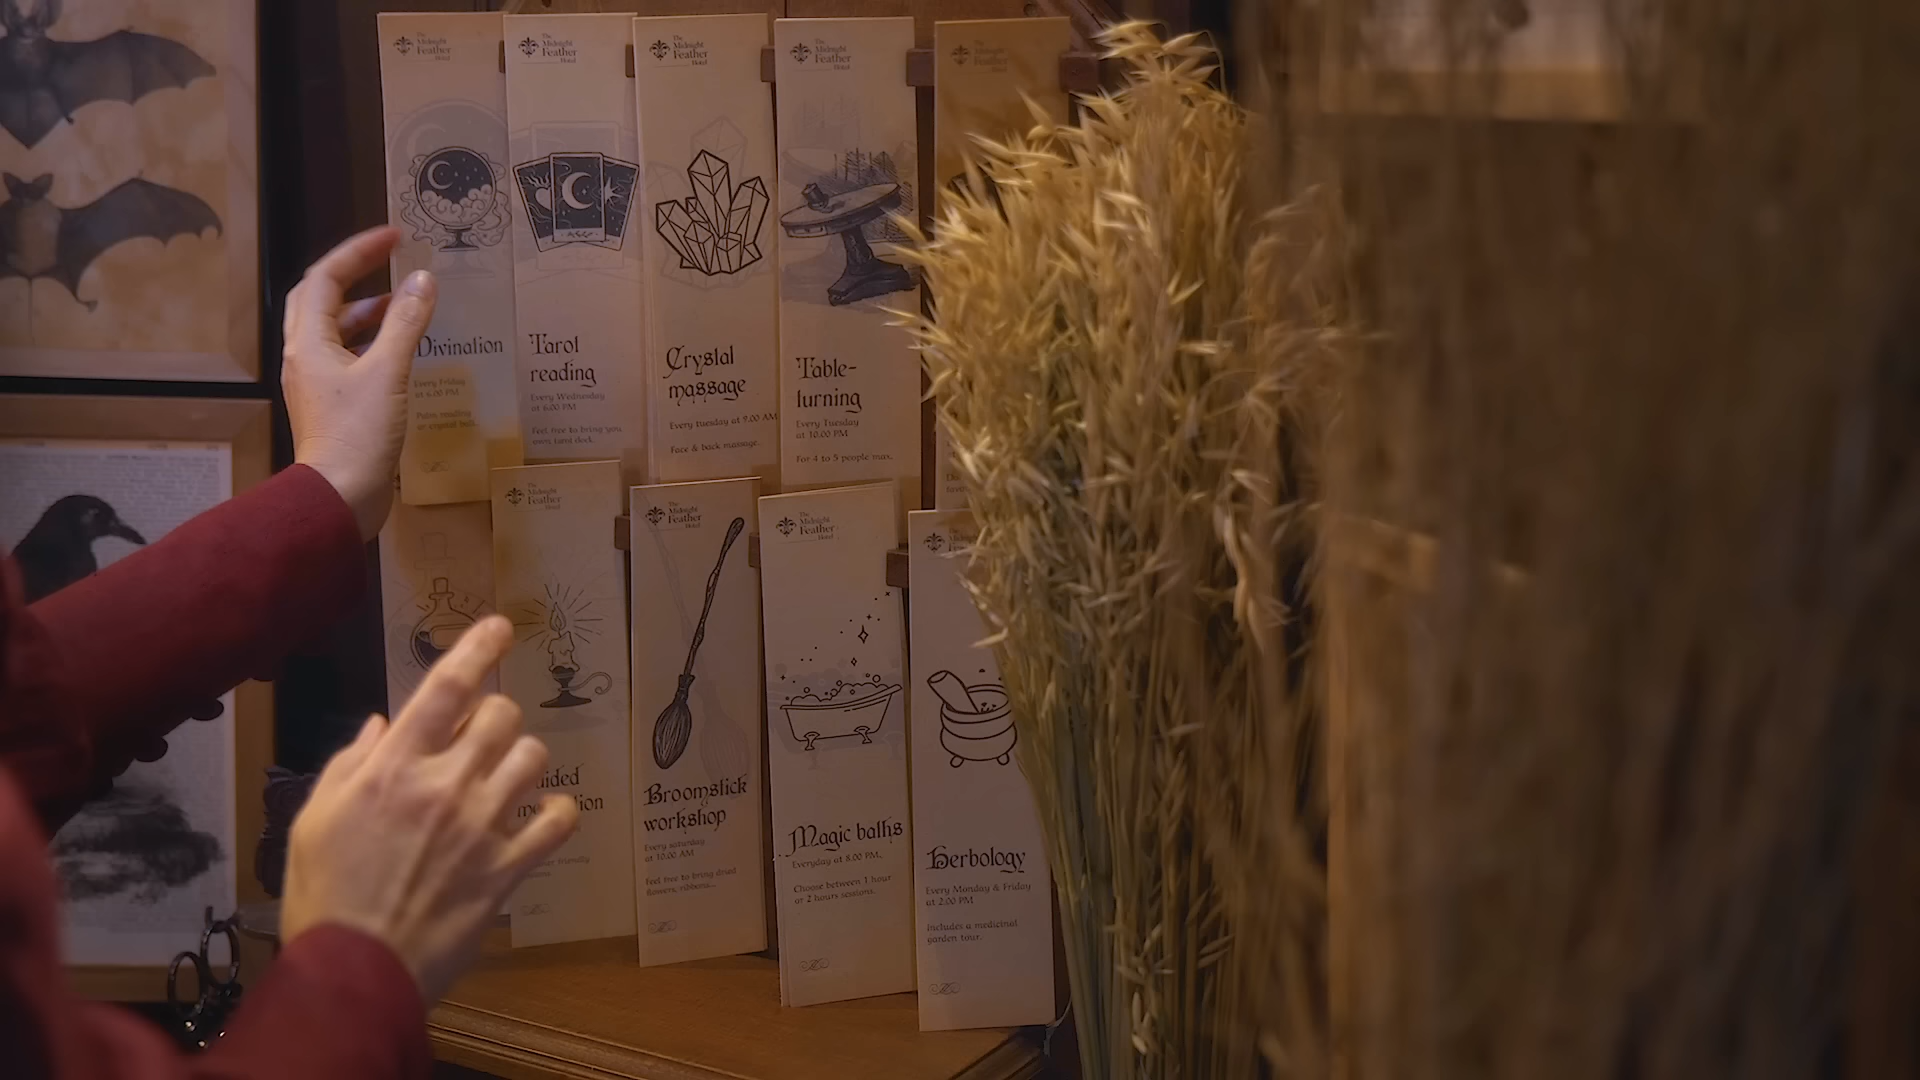 The
Midnight
Feather
Hotel
Divination
Every Friday
at 6.00 PM
Palm reading
or crystal ball.
The
Midnight
Feather
Hotel
Tarot
reading
Every Wednesday
at 6.00 PM
Feel free to bring you
own tarot deck.
The
Midnight
Feather
Hotel
Crystal
massage
Every tuesday at 9.00 AM
Face & back massage.
The
Midnight
Feather
Hotel
Table-
turning
Every Tuesday
at 10.00 PM
For 4 to 5 people max.
The
Midnight
Feather
Hotel
The
Midnight
Feather
Hotel
friendly
The
Midnight
Feather
Hotel
Broomstick
workshop
Every saturday
at 10.00 AM
Feel free to bring dried
flowers, ribbons...
The
Midnight
Feather
Hotel
Magic baths
Everyday at 8.00 PM.
Choose between 1 hour
or 2 hours sessions.
Herbology
Every Monday & Friday
at 2.00 PM
Includes a medicinal
garden tour.